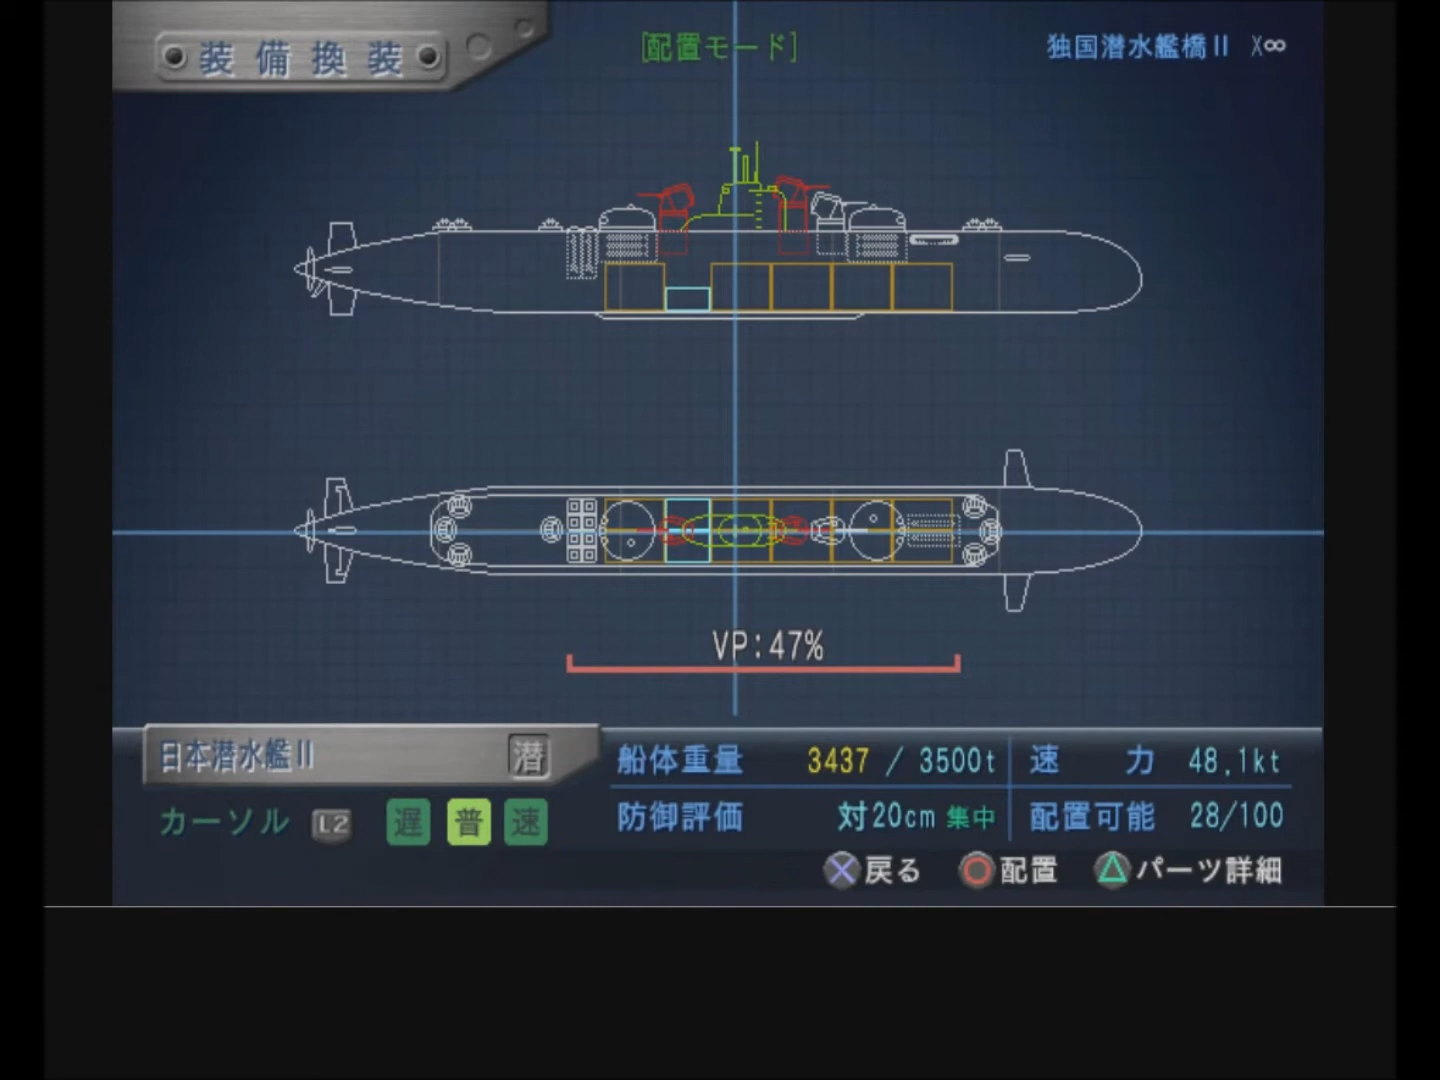 装備換装
[配置モード]
独国潜水艦橋II X∞
VP:47%
日本潜水艦II 潜
船体重量 3437 / 3500t
速力 48.1kt
カーソル L2 遅 普 速
防御評価 対20cm 集中
配置可能 28/100
戻る 配置 パーツ詳細